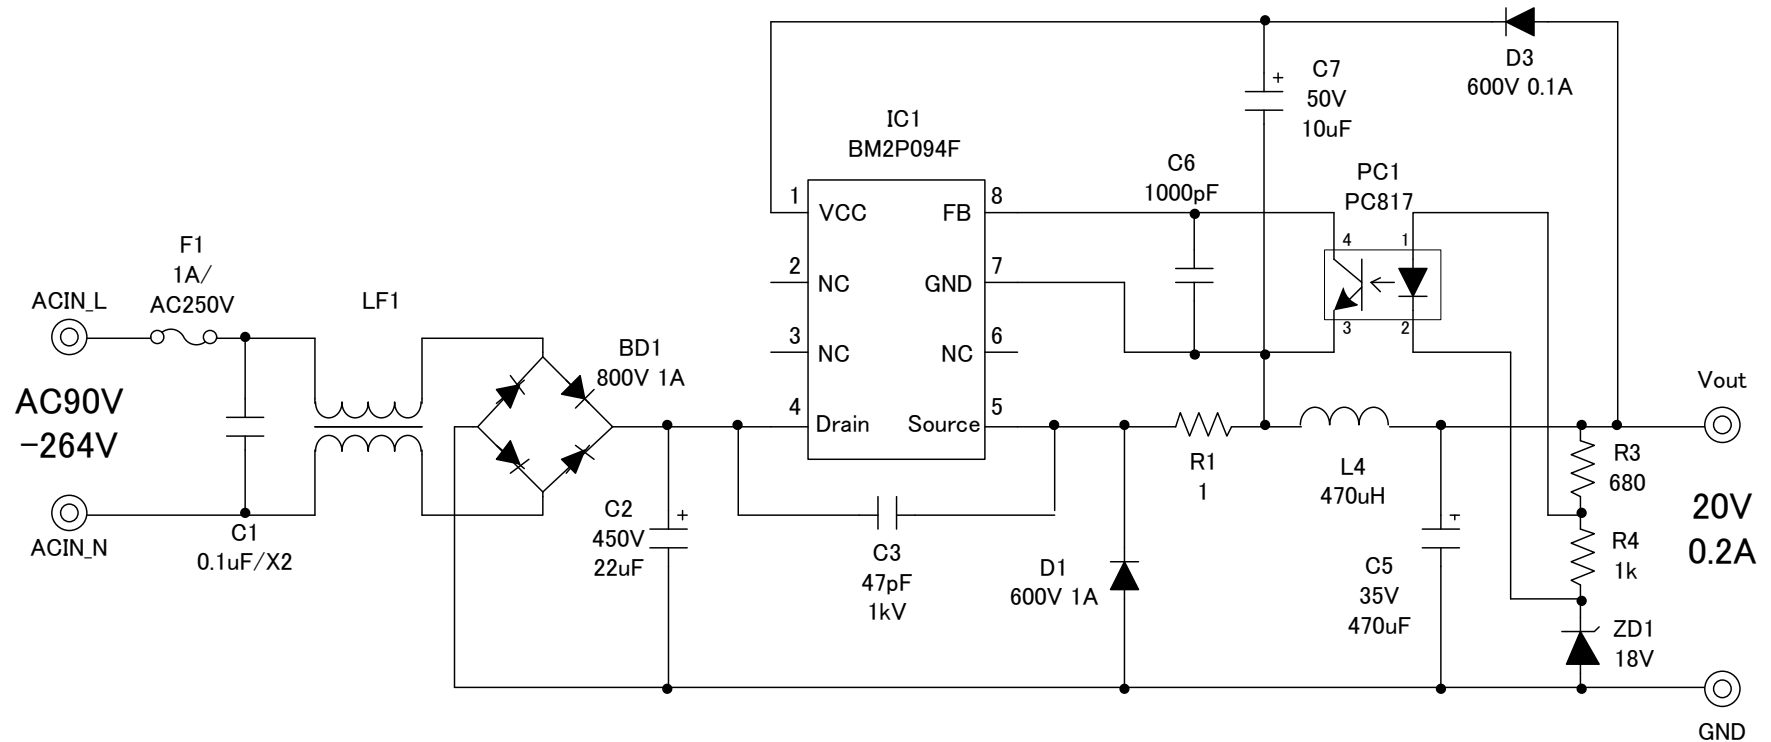 D3
600V 0.1A
C7
50V
10uF
+
IC1
BM2P094F
C6
1000pF
PC1
PC817
1
VCC
FB
8
4
1
2
NC
GND
7
3
2
3
NC
NC
6
4
Drain
Source
5
F1
1A/
AC250V
ACIN_L
LF1
BD1
800V 1A
AC90V
-264V
ACIN_N
C1
0.1uF/X2
C2
450V
22uF
+
C3
47pF
1kV
D1
600V 1A
R1
1
L4
470uH
C5
35V
470uF
+
Vout
R3
680
R4
1k
20V
0.2A
ZD1
18V
GND